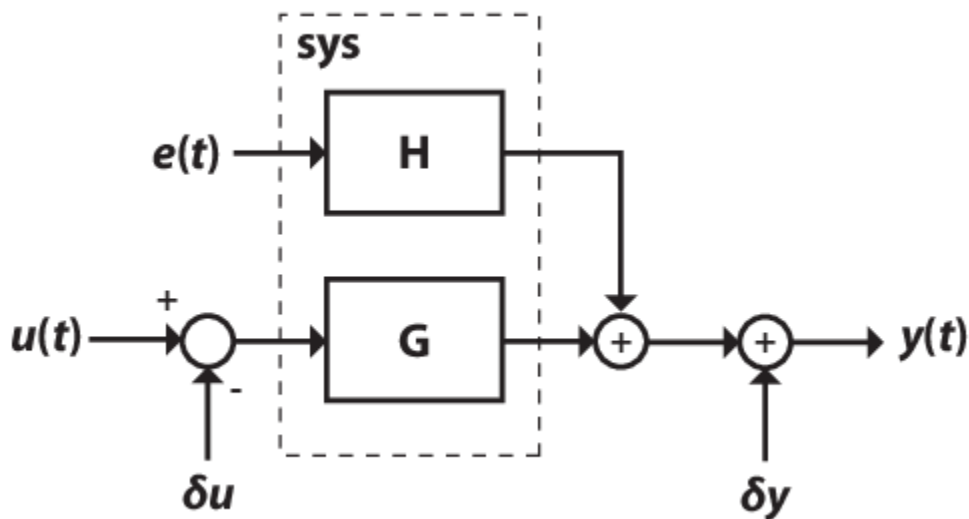 sys
e(t)
H
+
u(t)
G
+
+
y(t)
-
δu
δy